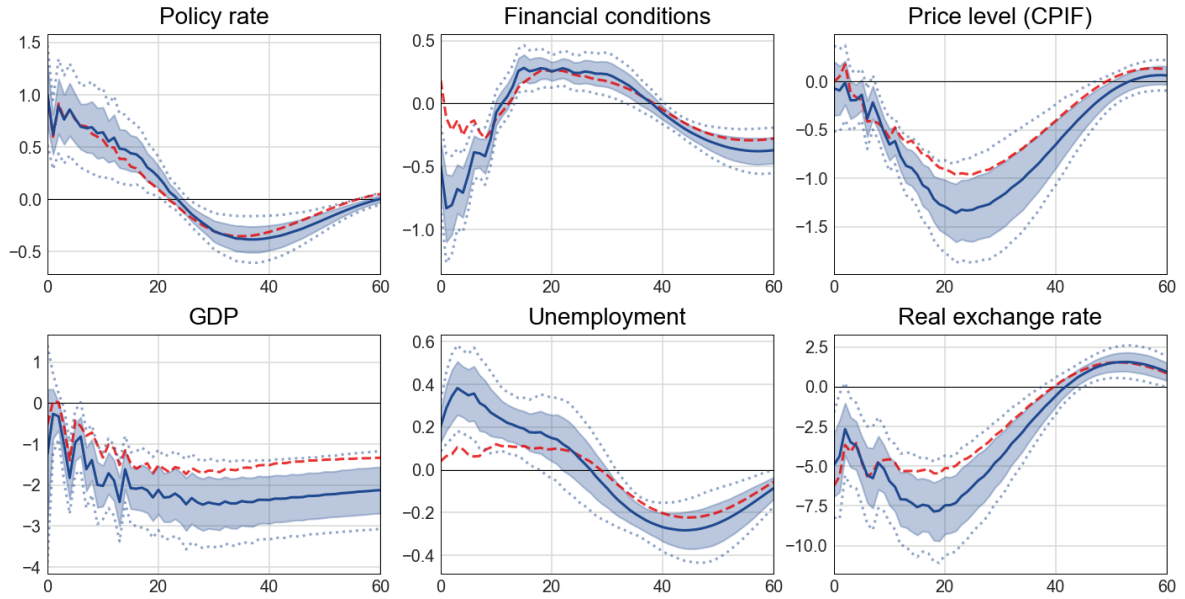 Policy rate
1.5
1.0
0.5
0.0
−0.5
0 20 40 60
Financial conditions
0.5
0.0
−0.5
−1.0
0 20 40 60
Price level (CPIF)
0.0
−0.5
−1.0
−1.5
0 20 40 60
GDP
1
0
−1
−2
−3
−4
0 20 40 60
Unemployment
0.6
0.4
0.2
0.0
−0.2
−0.4
0 20 40 60
Real exchange rate
2.5
0.0
−2.5
−5.0
−7.5
−10.0
0 20 40 60